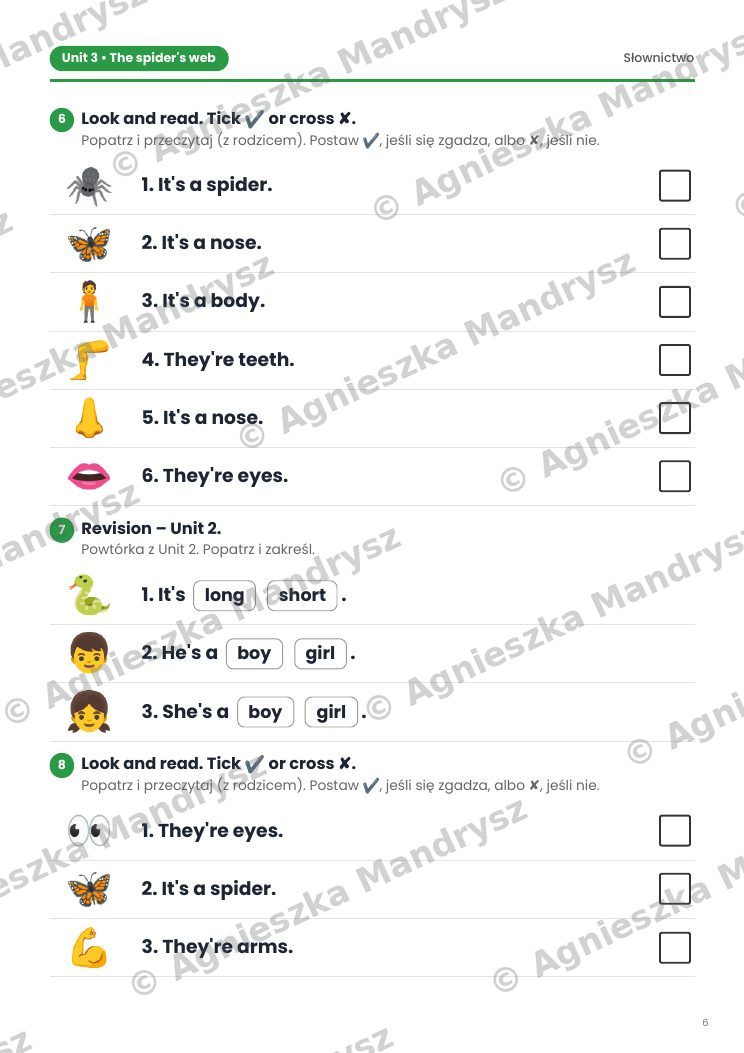 Unit 3 • The spider's web
Słownictwo
6 Look and read. Tick ✔ or cross ✘.
Popatrz i przeczytaj (z rodzicem). Postaw ✔, jeśli się zgadza, albo ✘, jeśli nie.
1. It's a spider.
2. It's a nose.
3. It's a body.
4. They're teeth.
5. It's a nose.
6. They're eyes.
7 Revision – Unit 2.
Powtórka z Unit 2. Popatrz i zakreśl.
1. It's long short .
2. He's a boy girl .
3. She's a boy girl .
8 Look and read. Tick ✔ or cross ✘.
Popatrz i przeczytaj (z rodzicem). Postaw ✔, jeśli się zgadza, albo ✘, jeśli nie.
1. They're eyes.
2. It's a spider.
3. They're arms.
6
© Agnieszka Mandrysz